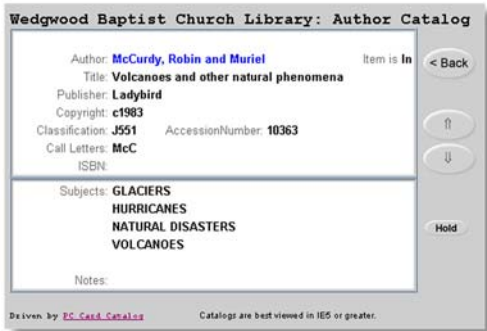 Wedgwood Baptist Church Library: Author Catalog
Author: McCurdy, Robin and Muriel Item is In
< Back
Title: Volcanoes and other natural phenomena
Publisher: Ladybird
Copyright: c1983
Classification: J551 AccessionNumber: 10363
Call Letters: McC
ISBN:
Subjects: GLACIERS
HURRICANES
NATURAL DISASTERS
Hold
VOLCANOES
Notes:
Driven by PC Card Catalog Catalogs are best viewed in IE5 or greater.